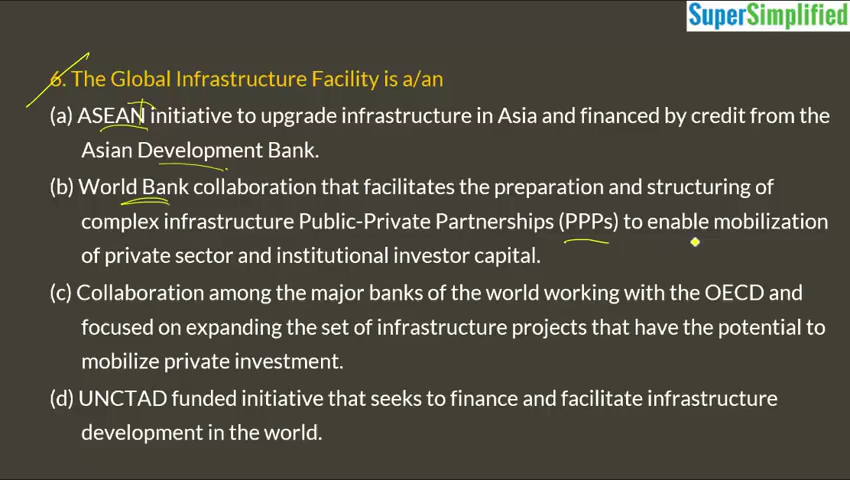 SuperSimplified
6. The Global Infrastructure Facility is a/an
(a) ASEAN initiative to upgrade infrastructure in Asia and financed by credit from the
Asian Development Bank.
(b) World Bank collaboration that facilitates the preparation and structuring of
complex infrastructure Public-Private Partnerships (PPPs) to enable mobilization
of private sector and institutional investor capital.
(c) Collaboration among the major banks of the world working with the OECD and
focused on expanding the set of infrastructure projects that have the potential to
mobilize private investment.
(d) UNCTAD funded initiative that seeks to finance and facilitate infrastructure
development in the world.